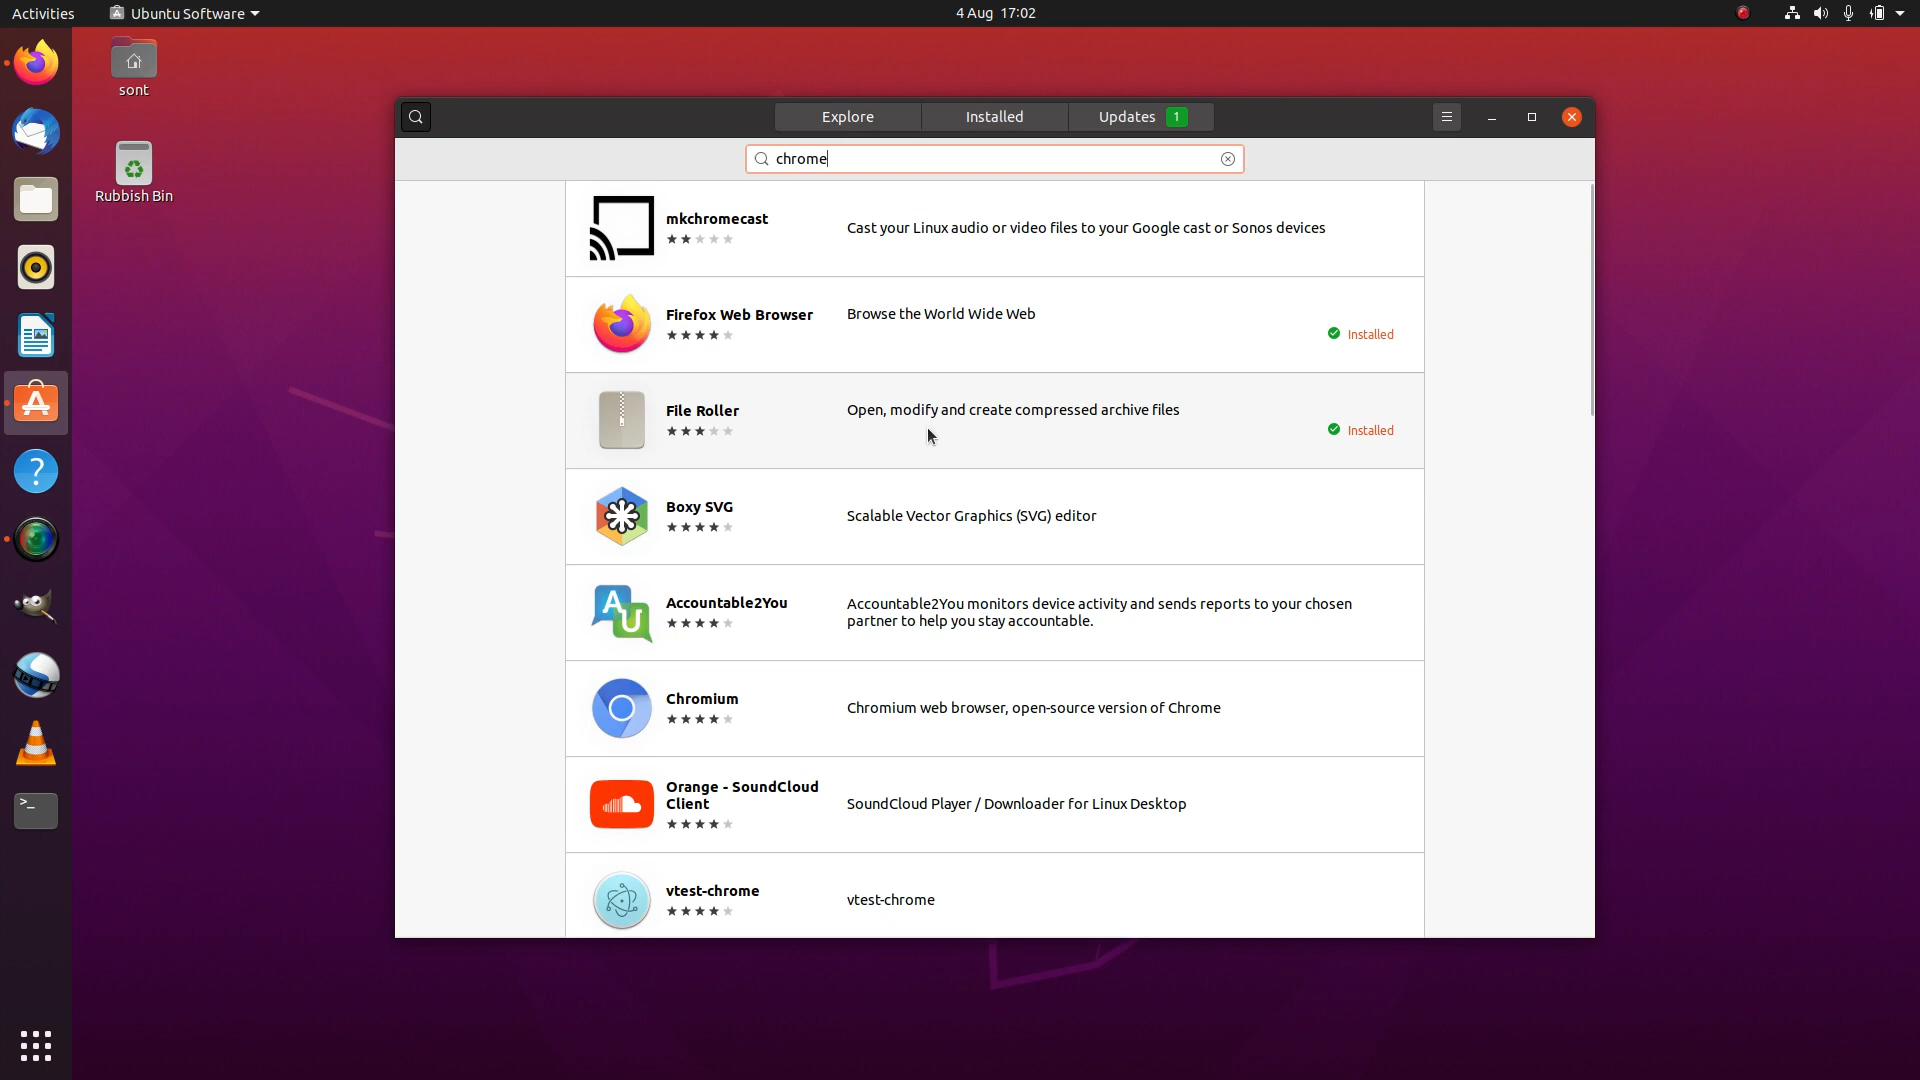 Activities
Ubuntu Software
4 Aug 17:02
sont
Rubbish Bin
Explore
Installed
Updates 1
chrome
mkchromecast
Cast your Linux audio or video files to your Google cast or Sonos devices
Firefox Web Browser
Browse the World Wide Web
Installed
File Roller
Open, modify and create compressed archive files
Installed
Boxy SVG
Scalable Vector Graphics (SVG) editor
Accountable2You
Accountable2You monitors device activity and sends reports to your chosen
partner to help you stay accountable.
Chromium
Chromium web browser, open-source version of Chrome
Orange - SoundCloud
Client
SoundCloud Player / Downloader for Linux Desktop
vtest-chrome
vtest-chrome